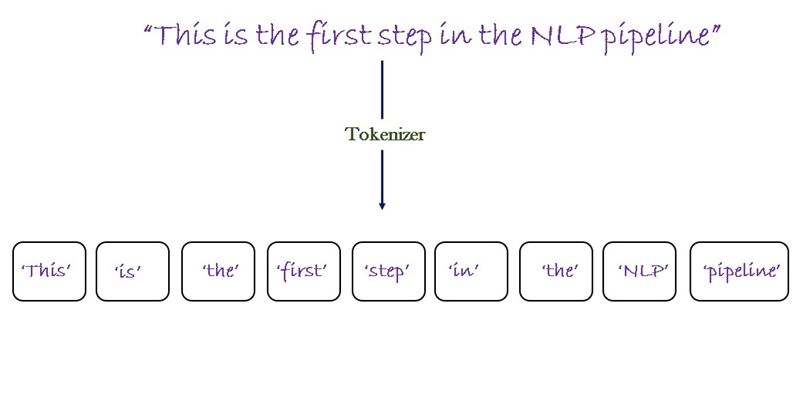 “This is the first step in the NLP pipeline”
Tokenizer
‘This’ ‘is’ ‘the’ ‘first’ ‘step’ ‘in’ ‘the’ ‘NLP’ ‘pipeline’